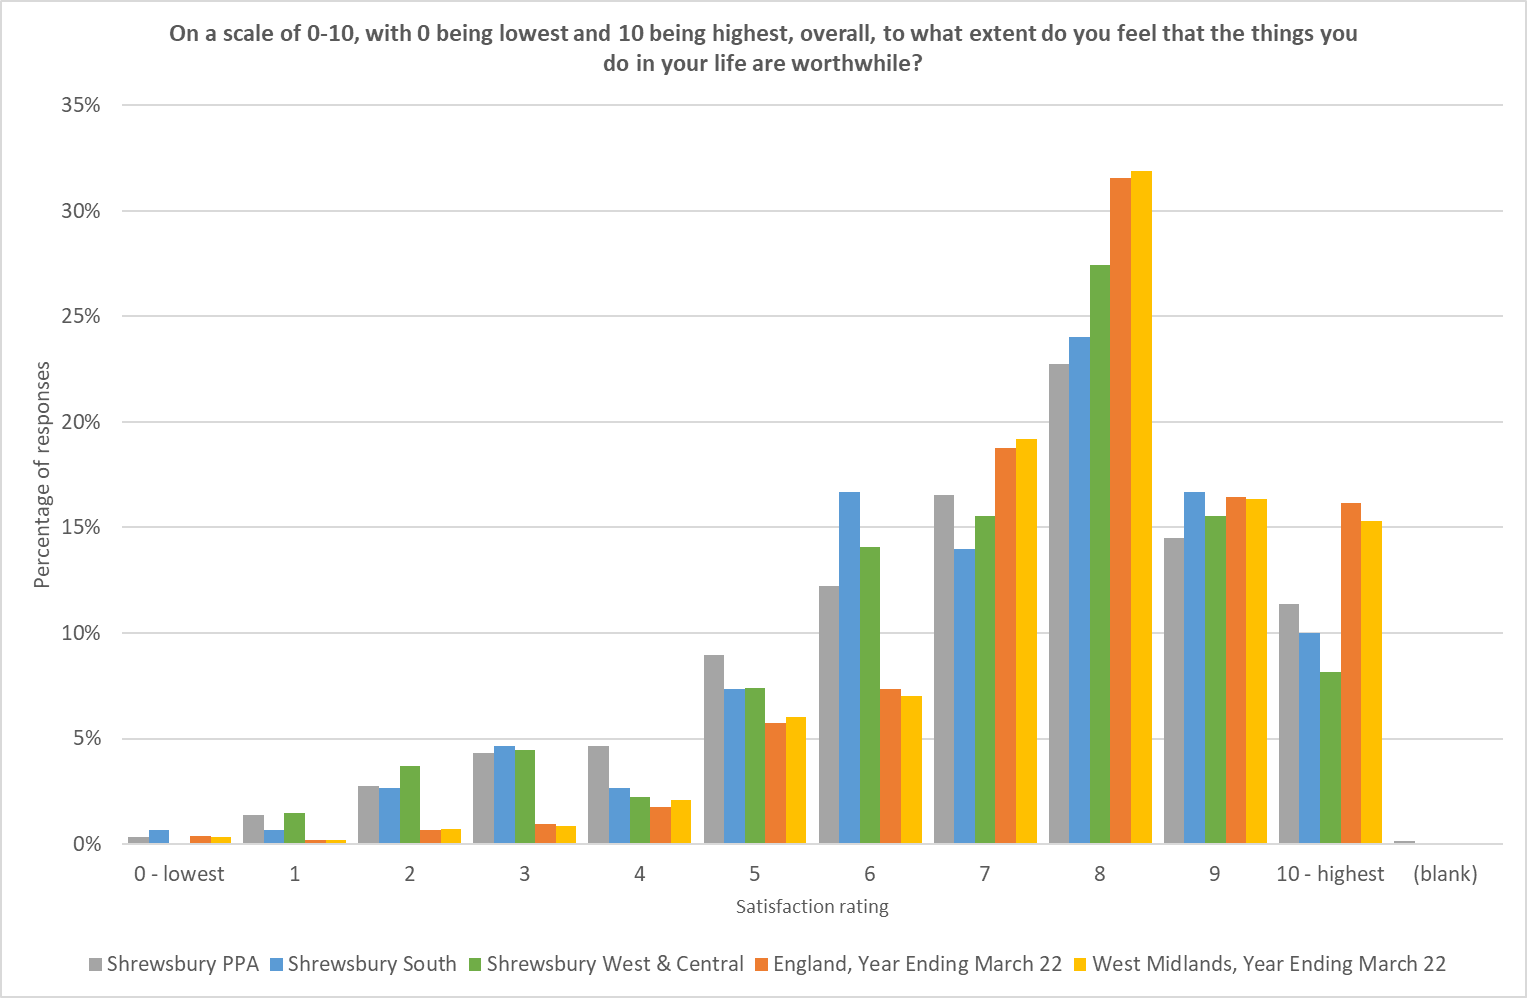 On a scale of 0-10, with 0 being lowest and 10 being highest, overall, to what extent do you feel that the things you
do in your life are worthwhile?
35%
30%
25%
20%
15%
10%
5%
0%
Percentage of responses
0 - lowest 1 2 3 4 5 6 7 8 9 10 - highest (blank)
Satisfaction rating
Shrewsbury PPA Shrewsbury South Shrewsbury West & Central England, Year Ending March 22 West Midlands, Year Ending March 22